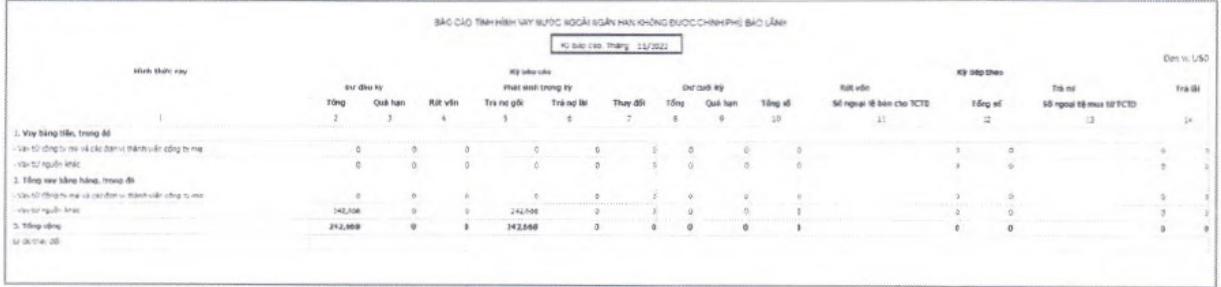 BÁO CÁO TÌNH HÌNH VAY NƯỚC NGOÀI NGẮN HẠN KHÔNG ĐƯỢC CHÍNH PHỦ BẢO LÃNH
Kỳ báo cáo: Tháng 11/2022
Đơn vị: USD
Hình thức vay Kỳ báo cáo Kỳ tiếp theo
Dư đầu kỳ Phát sinh trong kỳ Dư cuối kỳ Rút vốn Trả nợ Trả lãi
Tổng Quá hạn Rút vốn Trả nợ gốc Trả nợ lãi Thay đổi Tổng Quá hạn Tổng số Số ngoại tệ bán cho TCTD Tổng số Số ngoại tệ mua từ TCTD
1 2 3 4 5 6 7 8 9 10 11 12 13 14
1. Vay bằng tiền, trong đó
- Vay từ công ty mẹ và các đơn vị thành viên công ty mẹ 0 0 0 0 0 0 0 0 0 0 0 0 0
- Vay từ nguồn khác 0 0 0 0 0 0 0 0 0 0 0 0 0
2. Tổng vay bằng hàng, trong đó
- Vay từ công ty mẹ và các đơn vị thành viên công ty mẹ 0 0 0 0 0 0 0 0 0 0 0 0 0
- Vay từ nguồn khác 242,668 0 0 242,668 0 0 0 0 0 0 0 0 0
3. Tổng cộng 242,668 0 0 242,668 0 0 0 0 0 0 0 0 0